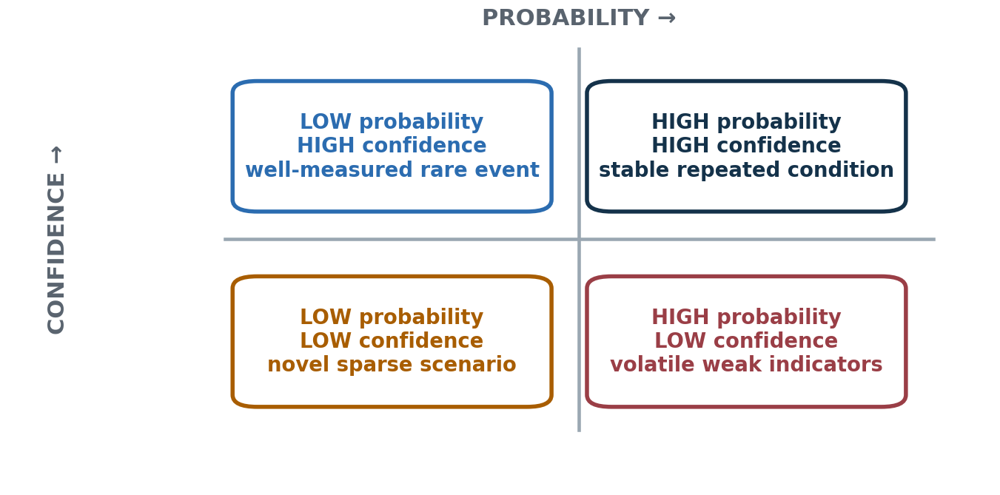 PROBABILITY →
CONFIDENCE →
LOW probability
HIGH confidence
well-measured rare event
HIGH probability
HIGH confidence
stable repeated condition
LOW probability
LOW confidence
novel sparse scenario
HIGH probability
LOW confidence
volatile weak indicators